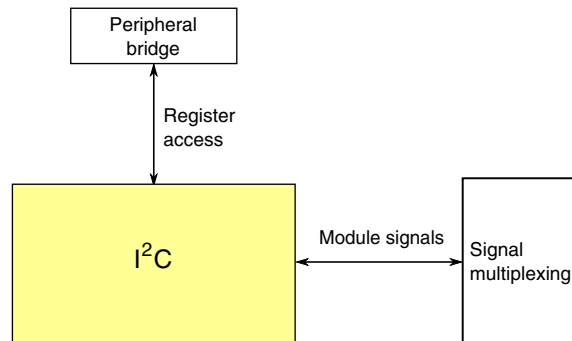 Peripheral
bridge
Register
access
I²C
Module signals
Signal
multiplexing